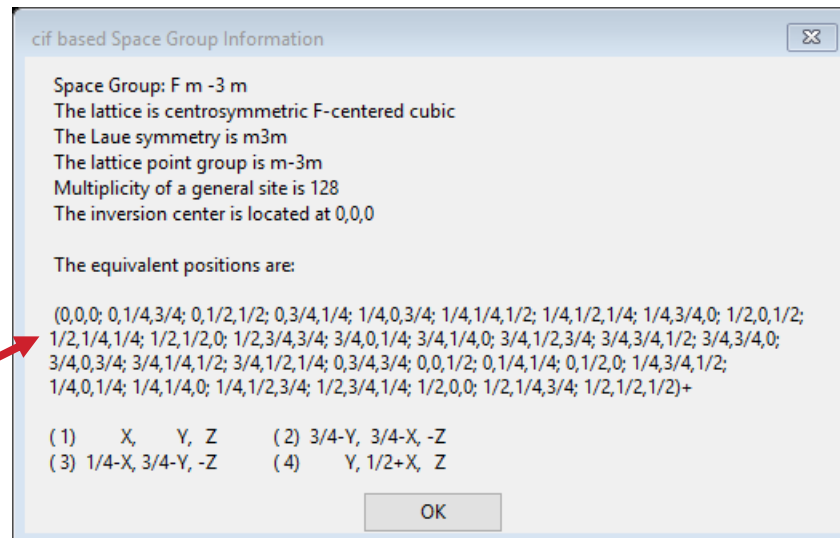 cif based Space Group Information
Space Group: F m -3 m
The lattice is centrosymmetric F-centered cubic
The Laue symmetry is m3m
The lattice point group is m-3m
Multiplicity of a general site is 128
The inversion center is located at 0,0,0
The equivalent positions are:
(0,0,0; 0,1/4,3/4; 0,1/2,1/2; 0,3/4,1/4; 1/4,0,3/4; 1/4,1/4,1/2; 1/4,1/2,1/4; 1/4,3/4,0; 1/2,0,1/2;
1/2,1/4,1/4; 1/2,1/2,0; 1/2,3/4,3/4; 3/4,0,1/4; 3/4,1/4,0; 3/4,1/2,3/4; 3/4,3/4,1/2; 3/4,3/4,0;
3/4,0,3/4; 3/4,1/4,1/2; 3/4,1/2,1/4; 0,3/4,3/4; 0,0,1/2; 0,1/4,1/4; 0,1/2,0; 1/4,3/4,1/2;
1/4,0,1/4; 1/4,1/4,0; 1/4,1/2,3/4; 1/2,3/4,1/4; 1/2,0,0; 1/2,1/4,3/4; 1/2,1/2,1/2)+
( 1) X, Y, Z ( 2) 3/4-Y, 3/4-X, -Z
( 3) 1/4-X, 3/4-Y, -Z ( 4) Y, 1/2+X, Z
OK